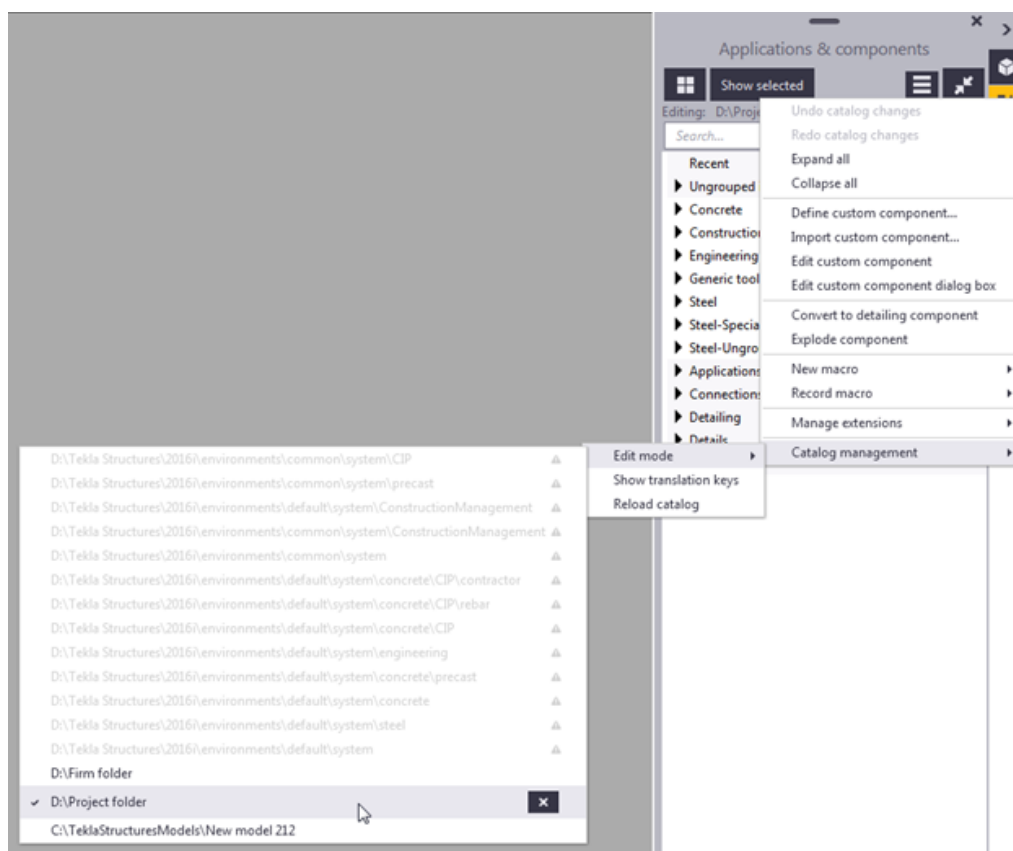 Applications & components
Show selected
Editing: D:\Proje
Search...
Recent
Ungrouped
Concrete
Construction
Engineering
Generic tool
Steel
Steel-Specia
Steel-Ungro
Applications
Connections
Detailing
Details
Undo catalog changes
Redo catalog changes
Expand all
Collapse all
Define custom component...
Import custom component...
Edit custom component
Edit custom component dialog box
Convert to detailing component
Explode component
New macro
Record macro
Manage extensions
Catalog management
Edit mode
Show translation keys
Reload catalog
D:\Tekla Structures\2016i\environments\common\system\CIP
D:\Tekla Structures\2016i\environments\common\system\precast
D:\Tekla Structures\2016i\environments\default\system\ConstructionManagement
D:\Tekla Structures\2016i\environments\common\system\ConstructionManagement
D:\Tekla Structures\2016i\environments\common\system
D:\Tekla Structures\2016i\environments\default\system\concrete\CIP\contractor
D:\Tekla Structures\2016i\environments\default\system\concrete\CIP\rebar
D:\Tekla Structures\2016i\environments\default\system\concrete\CIP
D:\Tekla Structures\2016i\environments\default\system\engineering
D:\Tekla Structures\2016i\environments\default\system\concrete\precast
D:\Tekla Structures\2016i\environments\default\system\concrete
D:\Tekla Structures\2016i\environments\default\system\steel
D:\Tekla Structures\2016i\environments\default\system
D:\Firm folder
D:\Project folder
C:\TeklaStructuresModels\New model 212